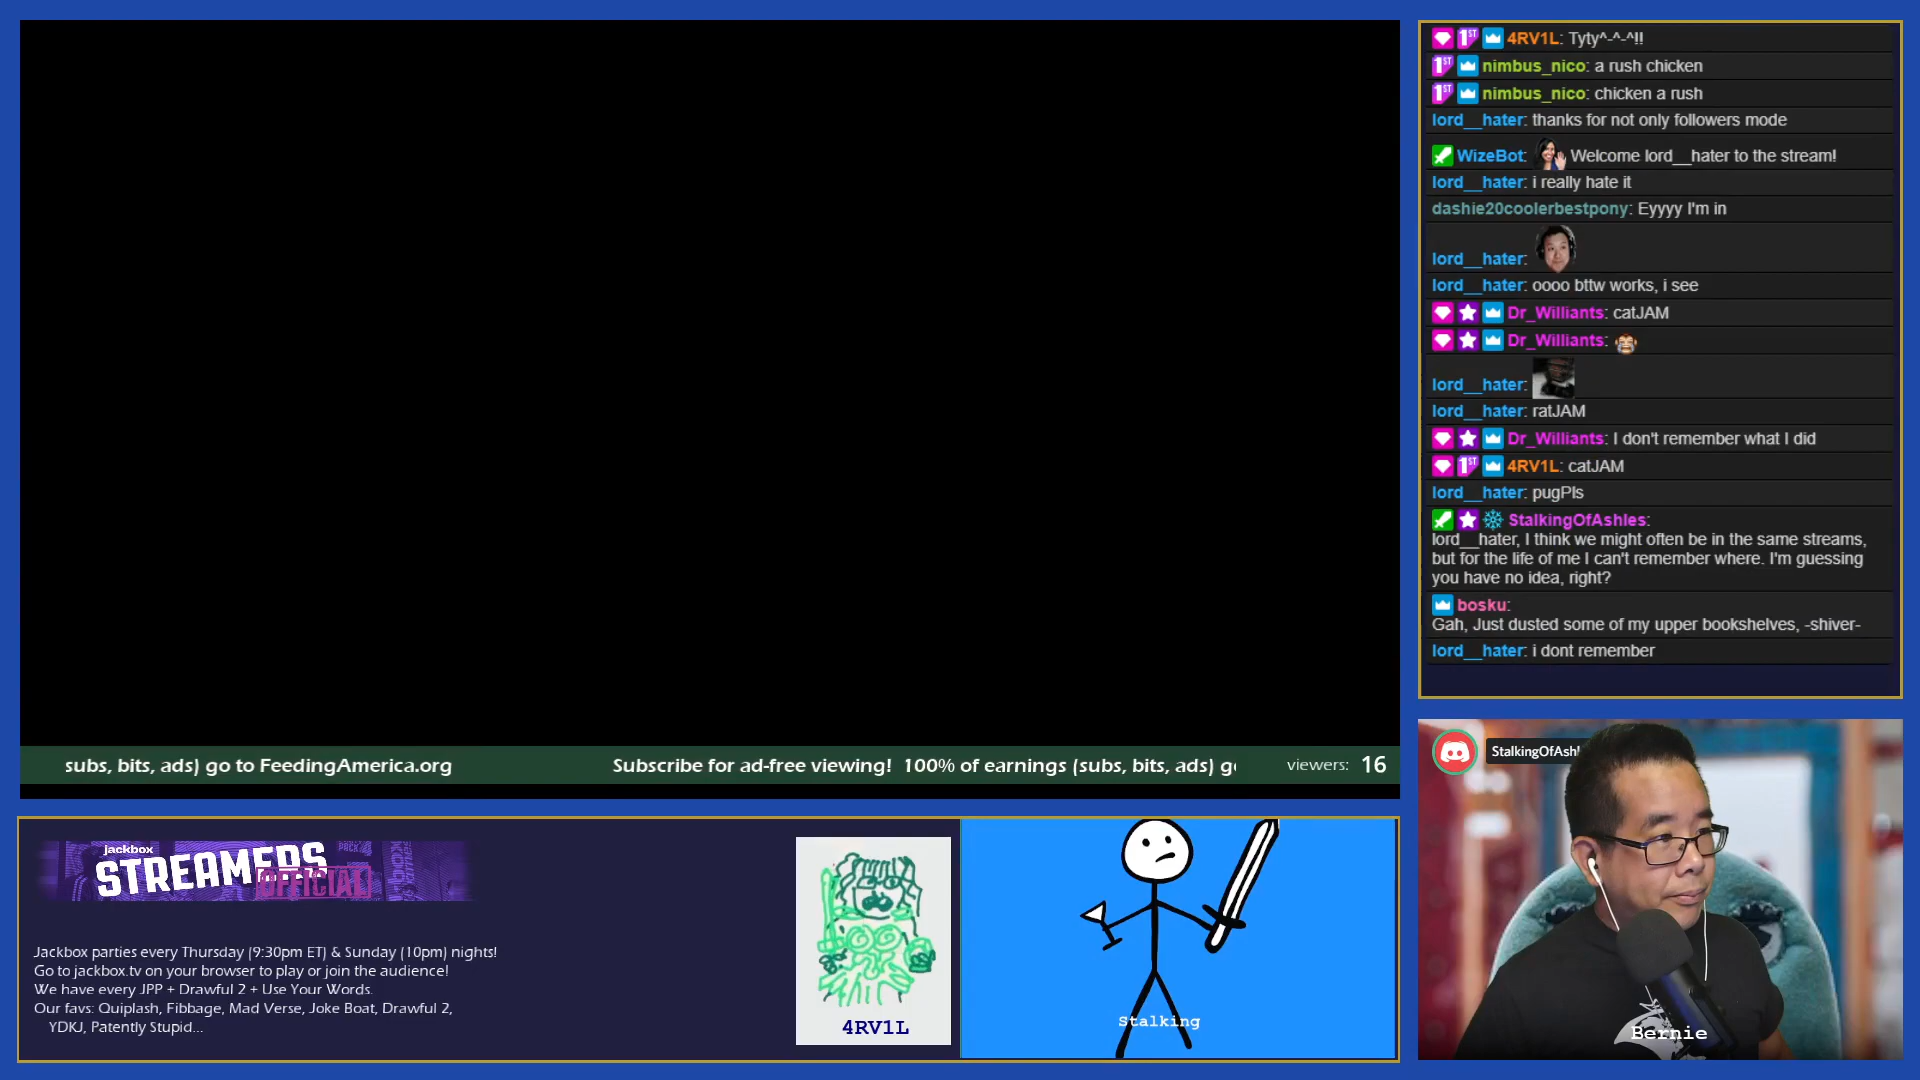 4RV1L: Tyty^-^-^!!
nimbus_nico: a rush chicken
nimbus_nico: chicken a rush
lord__hater: thanks for not only followers mode
WizeBot: Welcome lord__hater to the stream!
lord__hater: i really hate it
dashie20coolerbestpony: Eyyyy I'm in
lord__hater:
lord__hater: oooo bttw works, i see
Dr_Williants: catJAM
Dr_Williants:
lord__hater:
lord__hater: ratJAM
Dr_Williants: I don't remember what I did
4RV1L: catJAM
lord__hater: pugPls
StalkingOfAshles:
lord__hater, I think we might often be in the same streams,
but for the life of me I can't remember where. I'm guessing
you have no idea, right?
bosku:
Gah, Just dusted some of my upper bookshelves, -shiver-
lord__hater: i dont remember
subs, bits, ads) go to FeedingAmerica.org Subscribe for ad-free viewing! 100% of earnings (subs, bits, ads) g
viewers: 16
jackbox
STREAMERS
OFFICIAL
Jackbox parties every Thursday (9:30pm ET) & Sunday (10pm) nights!
Go to jackbox.tv on your browser to play or join the audience!
We have every JPP + Drawful 2 + Use Your Words.
Our favs: Quiplash, Fibbage, Mad Verse, Joke Boat, Drawful 2,
YDKJ, Patently Stupid...
4RV1L
Stalking
StalkingOfAshl
Bernie